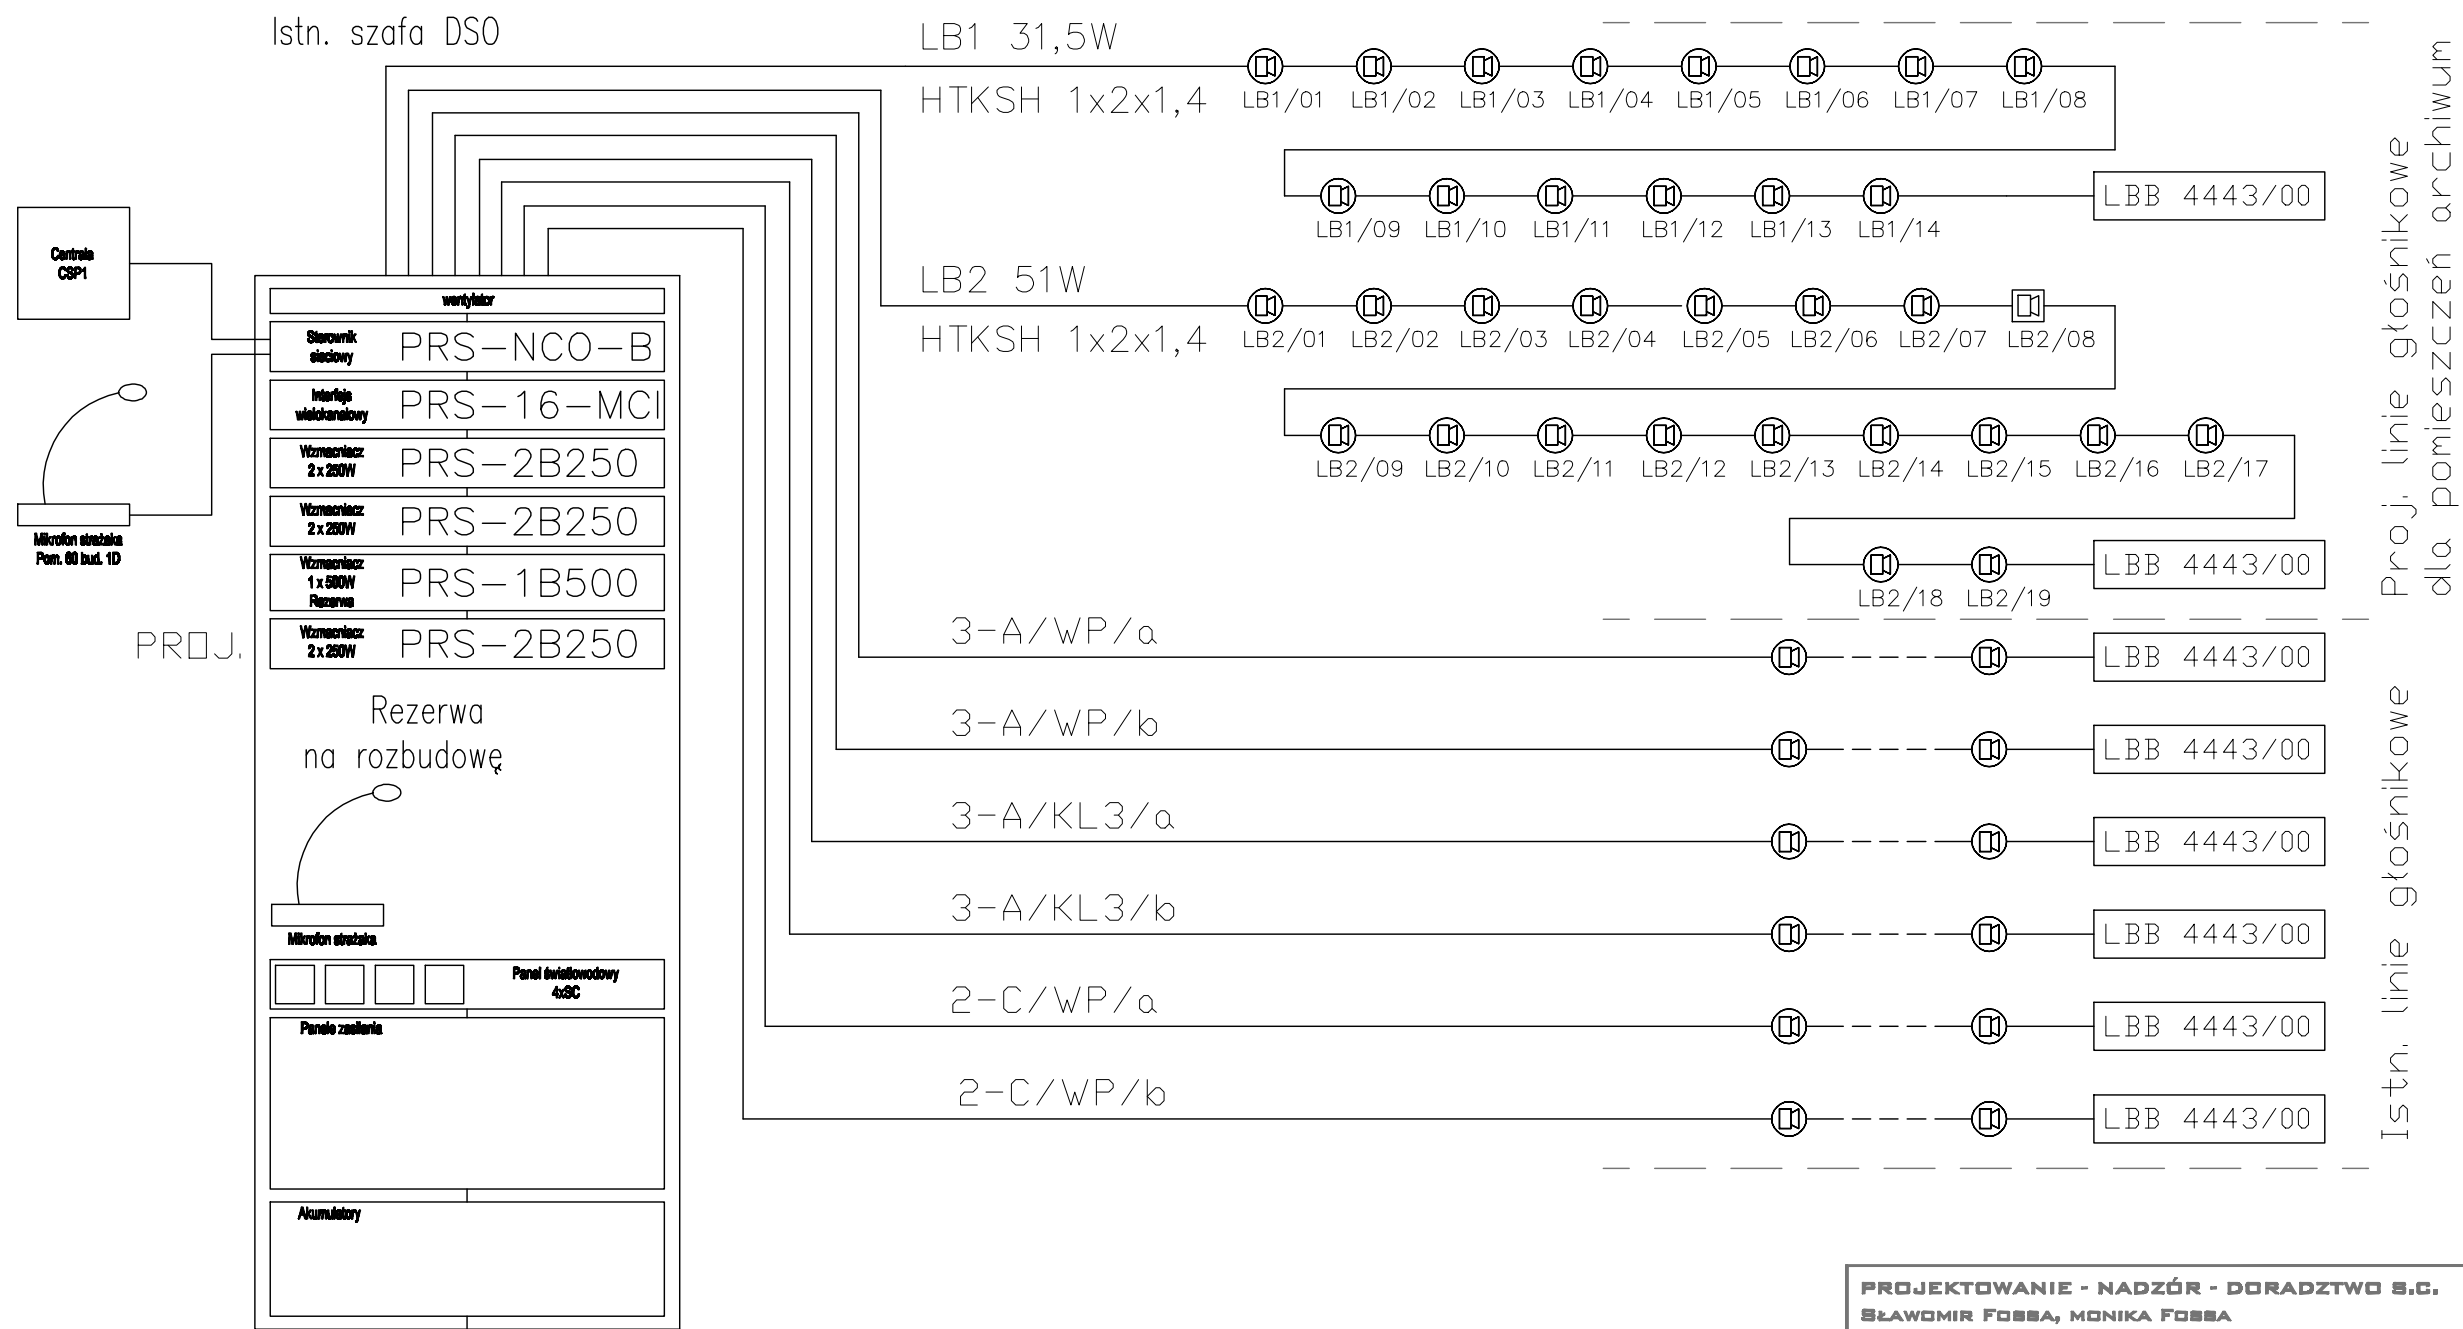 Istn. szafa DSO
LB1 31,5W
HTKSH 1x2x1,4
LB1/01 LB1/02 LB1/03 LB1/04 LB1/05 LB1/06 LB1/07 LB1/08
LB1/09 LB1/10 LB1/11 LB1/12 LB1/13 LB1/14
LBB 4443/00
LB2 51W
HTKSH 1x2x1,4
LB2/01 LB2/02 LB2/03 LB2/04 LB2/05 LB2/06 LB2/07 LB2/08
LB2/09 LB2/10 LB2/11 LB2/12 LB2/13 LB2/14 LB2/15 LB2/16 LB2/17
LB2/18 LB2/19
LBB 4443/00
Proj. linie głośnikowe
dla pomieszczeń archiwum
3-A/WP/a
LBB 4443/00
3-A/WP/b
LBB 4443/00
3-A/KL3/a
LBB 4443/00
3-A/KL3/b
LBB 4443/00
2-C/WP/a
LBB 4443/00
2-C/WP/b
LBB 4443/00
Istn. linie głośnikowe
Centrala
CSP1
Mikrofon strażaka
Pom. 60 bud. 1D
wentylator
Sterownik
sieciowy
PRS-NCO-B
Interfejs
wielokanałowy
PRS-16-MCI
Wzmacniacz
2 x 250W
PRS-2B250
Wzmacniacz
2 x 250W
PRS-2B250
Wzmacniacz
1 x 500W
Rezerwa
PRS-1B500
PROJ.
Wzmacniacz
2 x 250W
PRS-2B250
Rezerwa
na rozbudowę
Mikrofon strażaka
Panel światłowodowy
4xSC
Panele zasilania
Akumulatory
PROJEKTOWANIE - NADZÓR - DORADZTWO S.C.
SŁAWOMIR FOSSA, MONIKA FOSSA